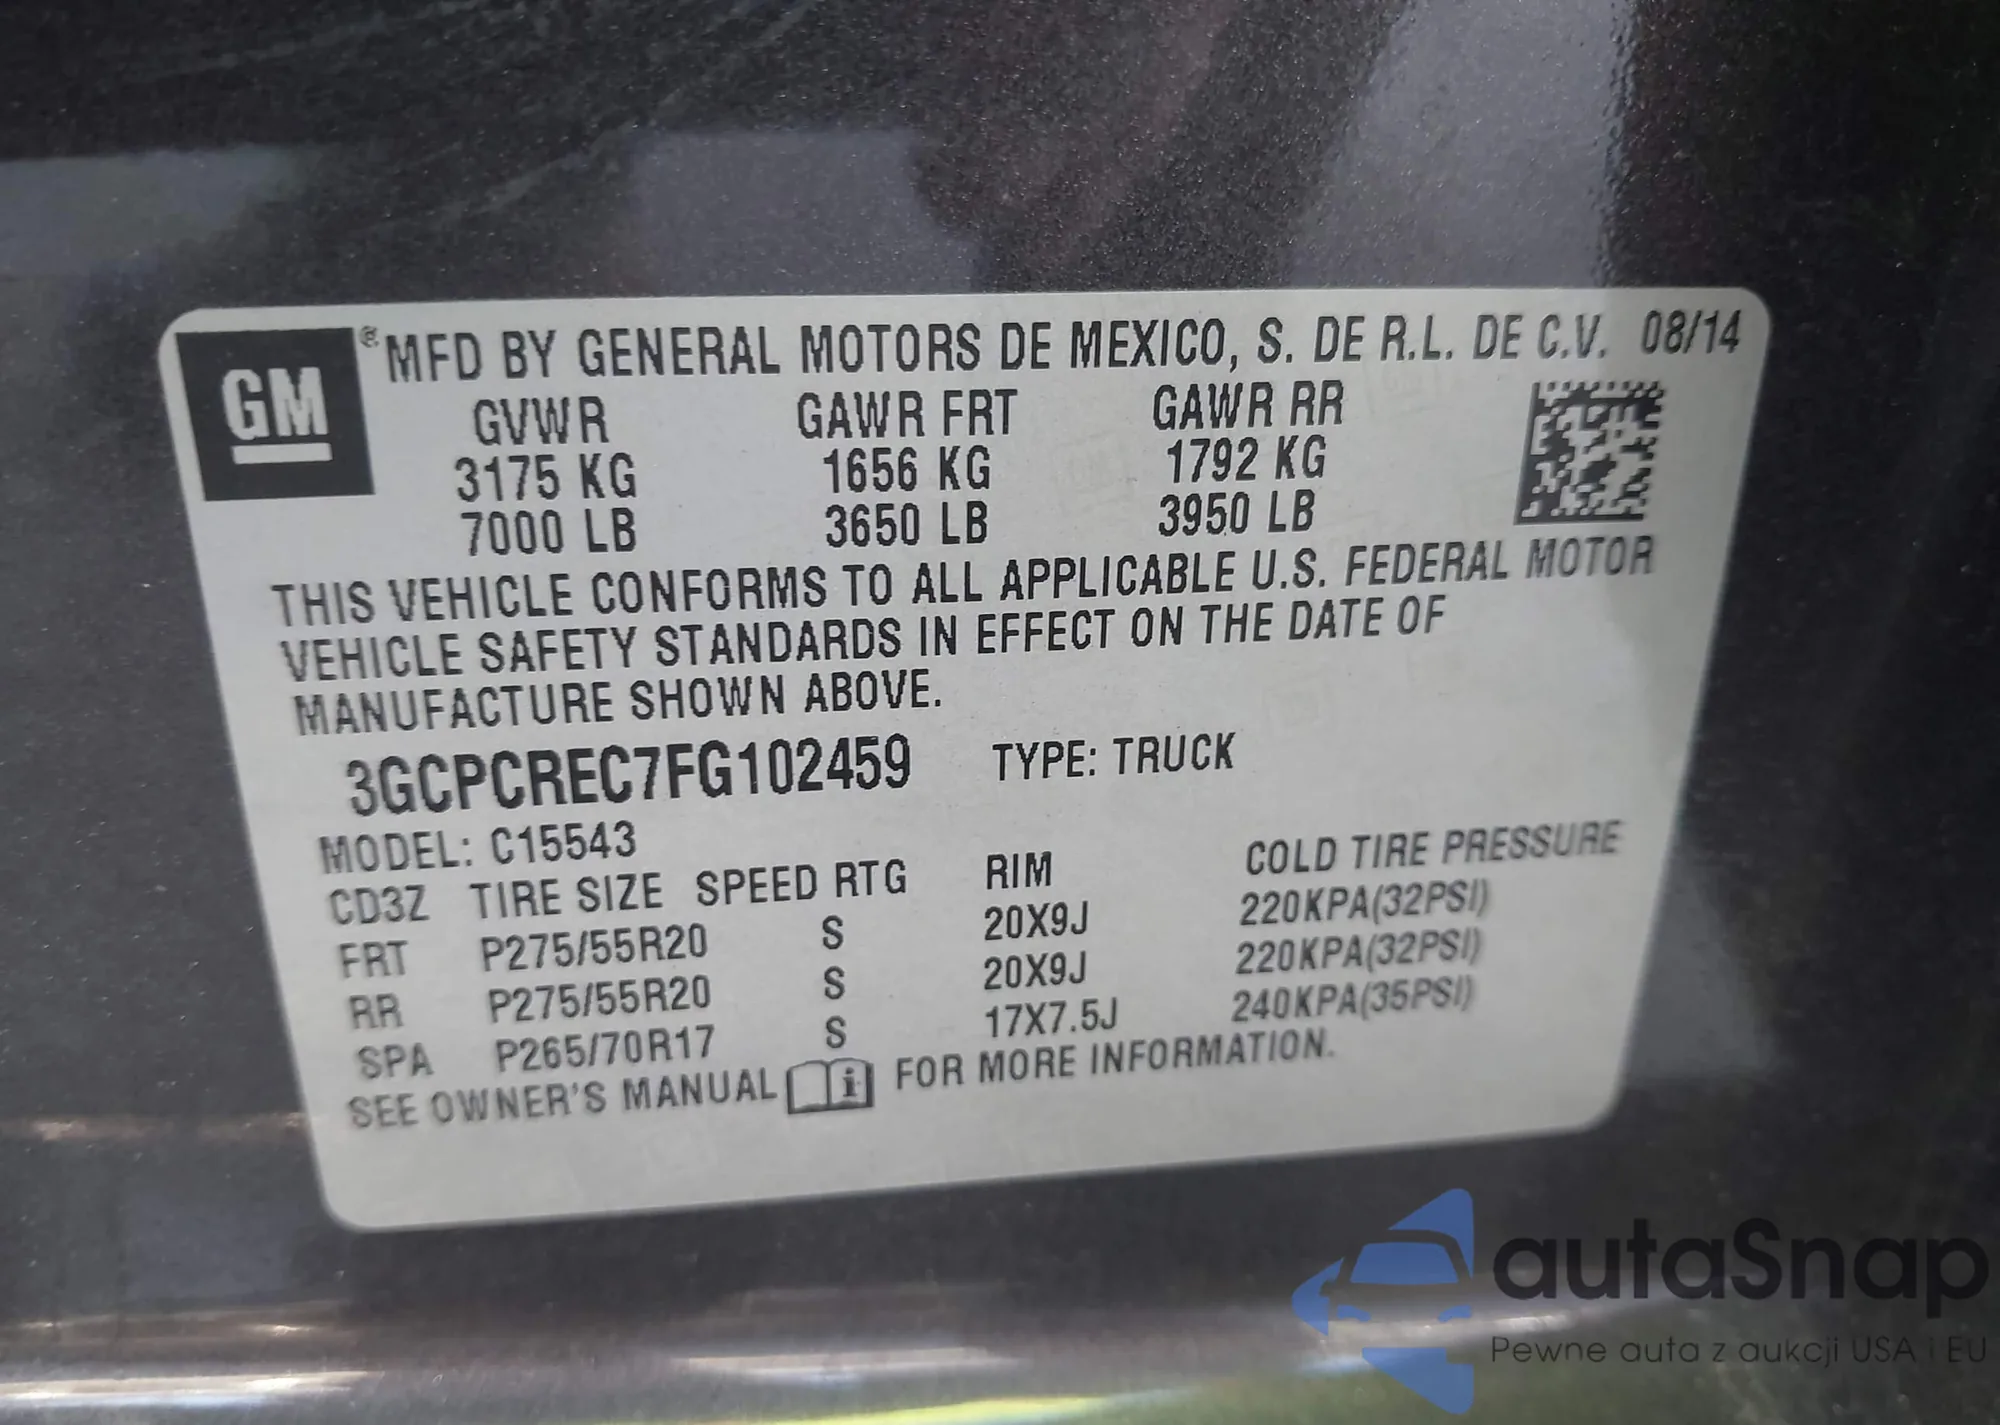 GM
® MFD BY GENERAL MOTORS DE MEXICO, S. DE R.L. DE C.V. 08/14
GVWR GAWR FRT GAWR RR
3175 KG 1656 KG 1792 KG
7000 LB 3650 LB 3950 LB
THIS VEHICLE CONFORMS TO ALL APPLICABLE U.S. FEDERAL MOTOR
VEHICLE SAFETY STANDARDS IN EFFECT ON THE DATE OF
MANUFACTURE SHOWN ABOVE.
3GCPCREC7FG102459 TYPE: TRUCK
MODEL: C15543
CD3Z TIRE SIZE SPEED RTG RIM COLD TIRE PRESSURE
FRT P275/55R20 S 20X9J 220KPA(32PSI)
RR P275/55R20 S 20X9J 220KPA(32PSI)
SPA P265/70R17 S 17X7.5J 240KPA(35PSI)
SEE OWNER'S MANUAL i FOR MORE INFORMATION.
autaSnap
Pewne auta z aukcji USA i EU